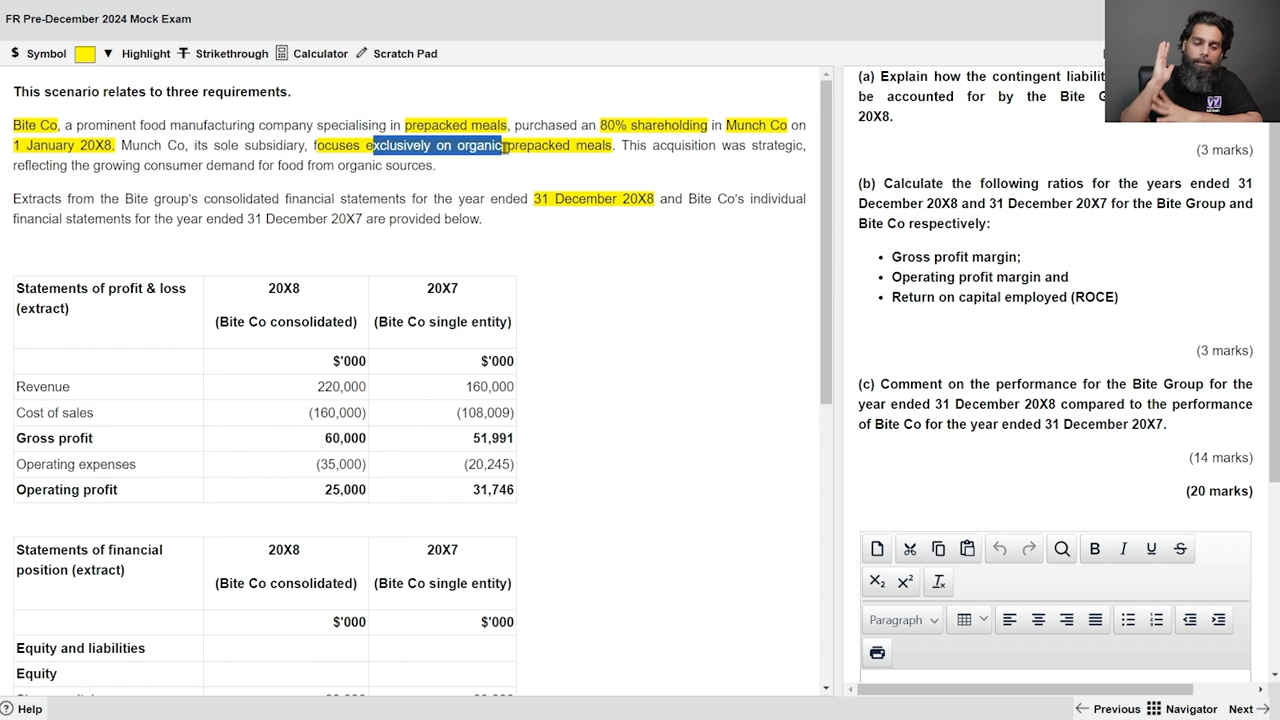 FR Pre-December 2024 Mock Exam
$ Symbol Highlight Strikethrough Calculator Scratch Pad
This scenario relates to three requirements.
Bite Co, a prominent food manufacturing company specialising in prepacked meals, purchased an 80% shareholding in Munch Co on
1 January 20X8. Munch Co, its sole subsidiary, focuses exclusively on organic prepacked meals. This acquisition was strategic,
reflecting the growing consumer demand for food from organic sources.
Extracts from the Bite group's consolidated financial statements for the year ended 31 December 20X8 and Bite Co's individual
financial statements for the year ended 31 December 20X7 are provided below.
Statements of profit & loss 20X8 20X7
(extract) (Bite Co consolidated) (Bite Co single entity)
$'000 $'000
Revenue 220,000 160,000
Cost of sales (160,000) (108,009)
Gross profit 60,000 51,991
Operating expenses (35,000) (20,245)
Operating profit 25,000 31,746
Statements of financial 20X8 20X7
position (extract) (Bite Co consolidated) (Bite Co single entity)
$'000 $'000
Equity and liabilities
Equity
(a) Explain how the contingent
be accounted for by the Bite
20X8.
(3 marks)
(b) Calculate the following ratios for the years ended 31
December 20X8 and 31 December 20X7 for the Bite Group and
Bite Co respectively:
• Gross profit margin;
• Operating profit margin and
• Return on capital employed (ROCE)
(3 marks)
(c) Comment on the performance for the Bite Group for the
year ended 31 December 20X8 compared to the performance
of Bite Co for the year ended 31 December 20X7.
(14 marks)
(20 marks)
B I U S
X₂ X² Tx
Paragraph
Help
Previous Navigator Next